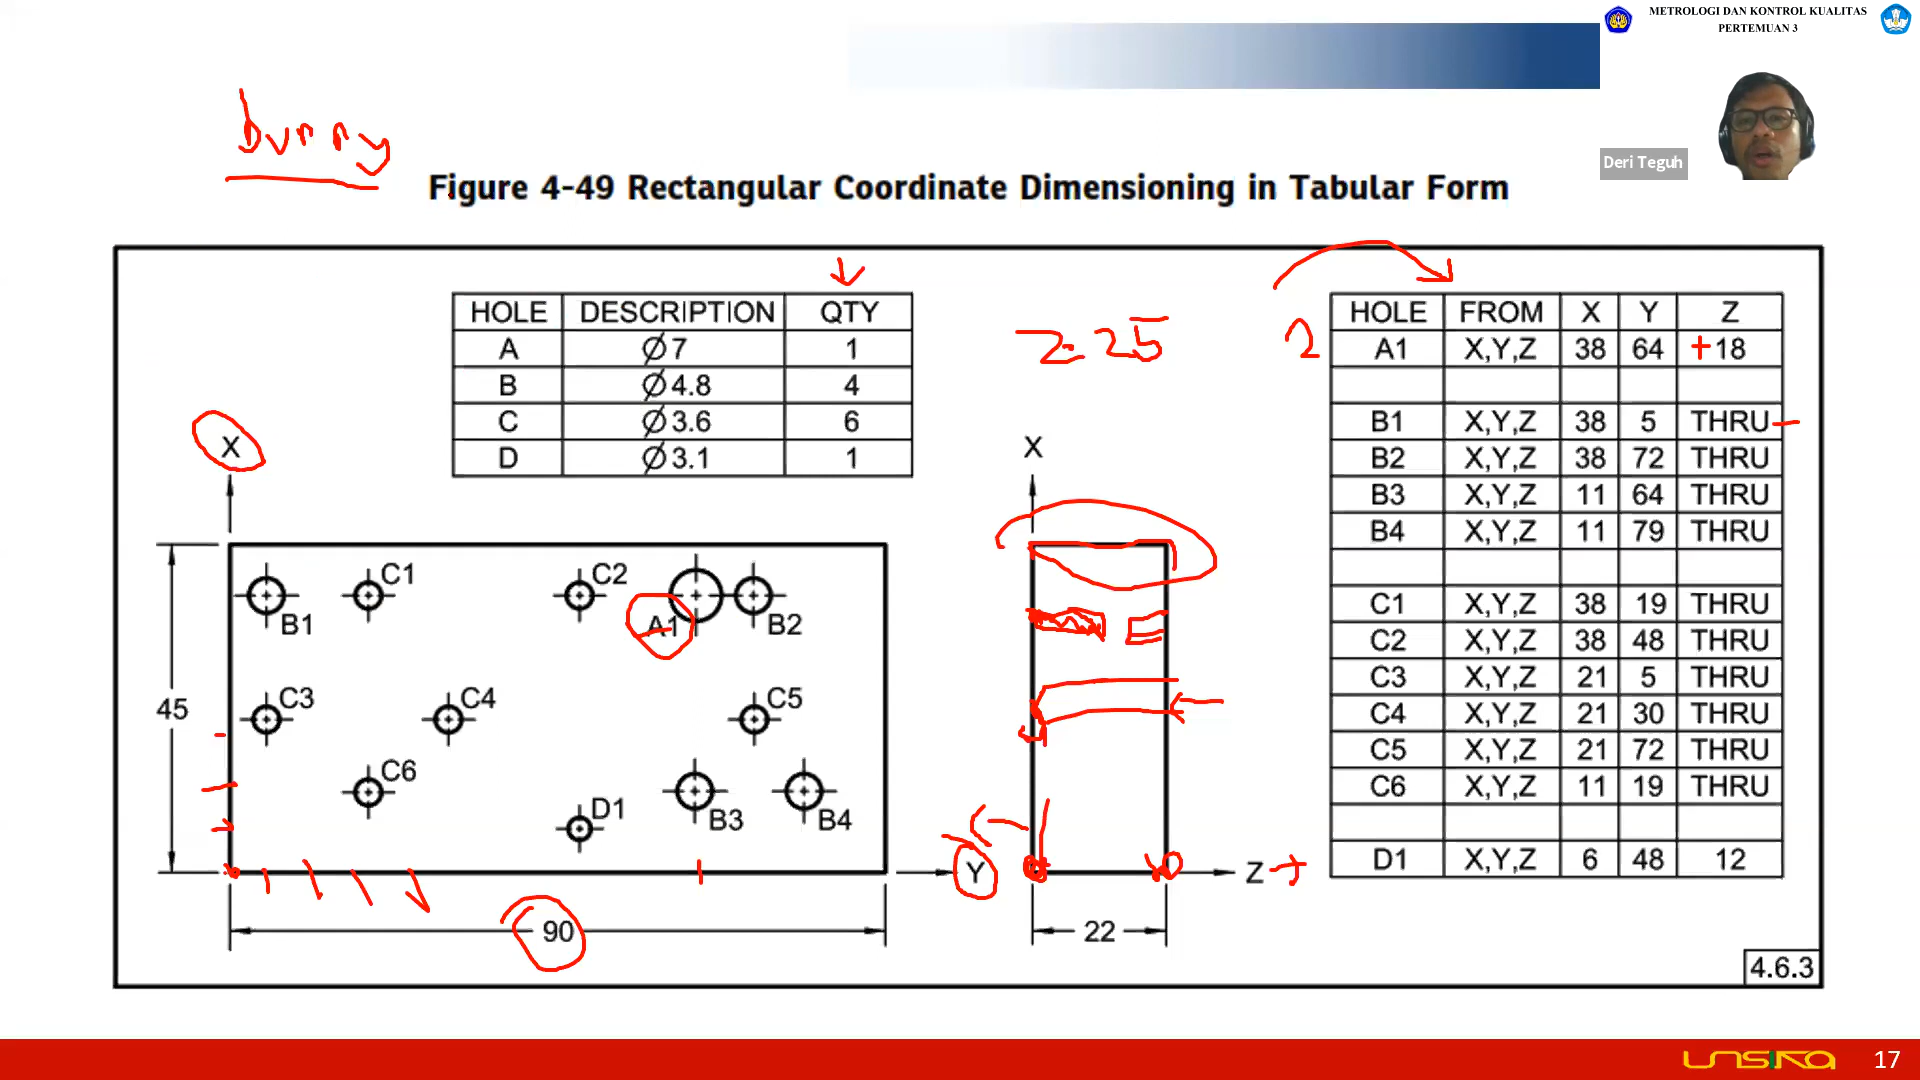 METROLOGI DAN KONTROL KUALITAS
PERTEMUAN 3
Deri Teguh
Figure 4-49 Rectangular Coordinate Dimensioning in Tabular Form
HOLE DESCRIPTION QTY
A ∅7 1
B ∅4.8 4
C ∅3.6 6
D ∅3.1 1
25
2
HOLE FROM X Y Z
A1 X,Y,Z 38 64 +18
B1 X,Y,Z 38 5 THRU
B2 X,Y,Z 38 72 THRU
B3 X,Y,Z 11 64 THRU
B4 X,Y,Z 11 79 THRU
C1 X,Y,Z 38 19 THRU
C2 X,Y,Z 38 48 THRU
C3 X,Y,Z 21 5 THRU
C4 X,Y,Z 21 30 THRU
C5 X,Y,Z 21 72 THRU
C6 X,Y,Z 11 19 THRU
D1 X,Y,Z 6 48 12
X
X
B1 C1 C2 A1 B2
C3 C4 C5
45
C6 D1 B3 B4
Y
Z +
90
22
4.6.3
UNSIKA
17